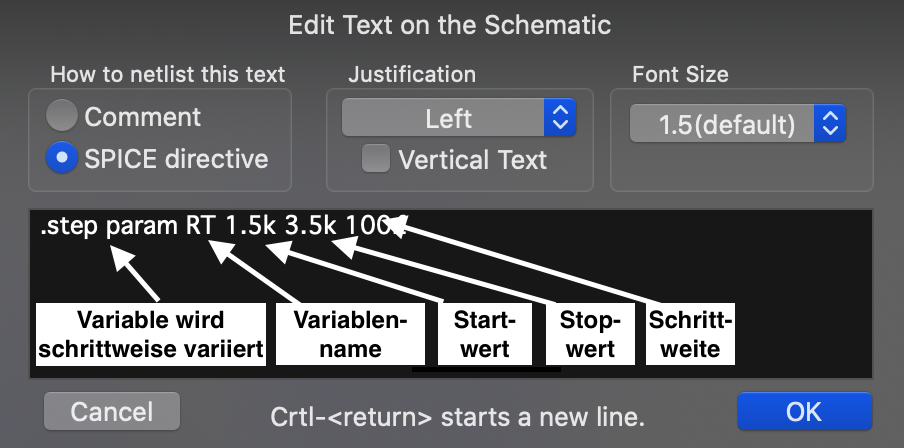 Edit Text on the Schematic
How to netlist this text
Justification
Font Size
Comment
SPICE directive
Left
Vertical Text
1.5(default)
.step param RT 1.5k 3.5k
Variable wird
schrittweise variiert
Variablen-
name
Start-
wert
Stop-
wert
Schritt-
weite
Cancel
Crtl-<return> starts a new line.
OK